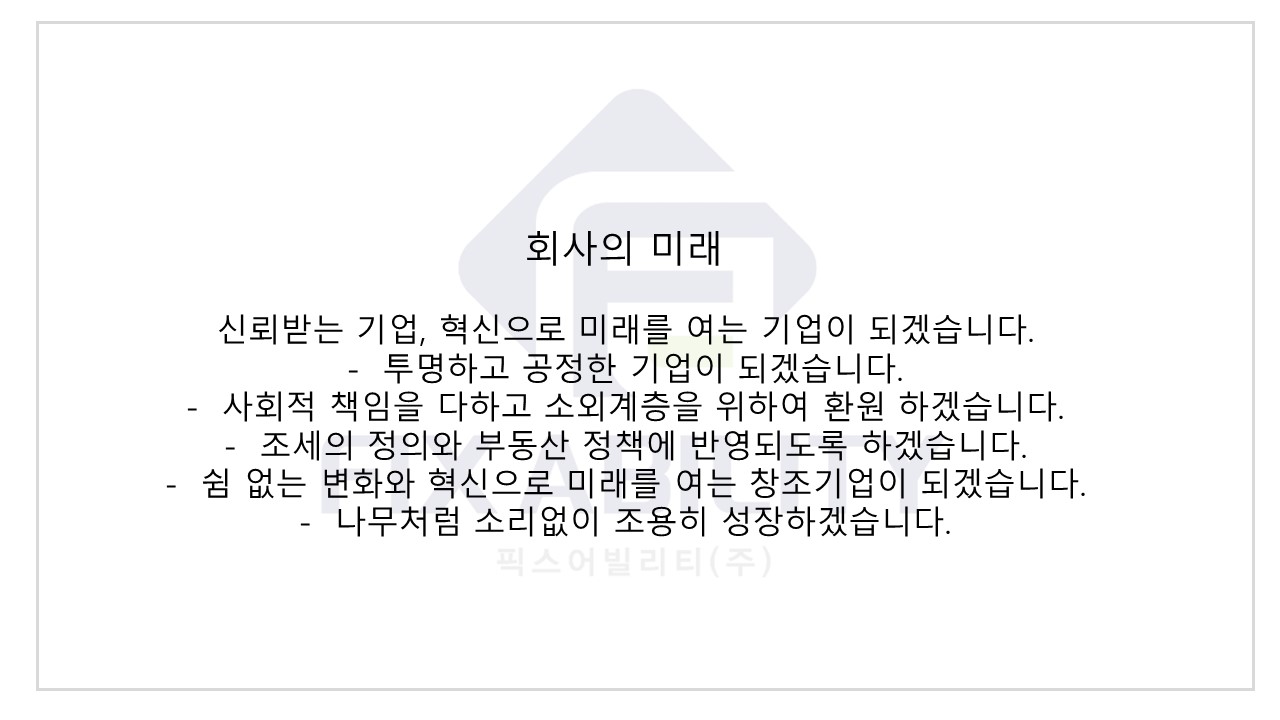 회사의 미래
신뢰받는 기업, 혁신으로 미래를 여는 기업이 되겠습니다.
- 투명하고 공정한 기업이 되겠습니다.
- 사회적 책임을 다하고 소외계층을 위하여 환원 하겠습니다.
- 조세의 정의와 부동산 정책에 반영되도록 하겠습니다.
- 쉼 없는 변화와 혁신으로 미래를 여는 창조기업이 되겠습니다.
- 나무처럼 소리없이 조용히 성장하겠습니다.
FIXABILITY
픽스어빌리티(주)